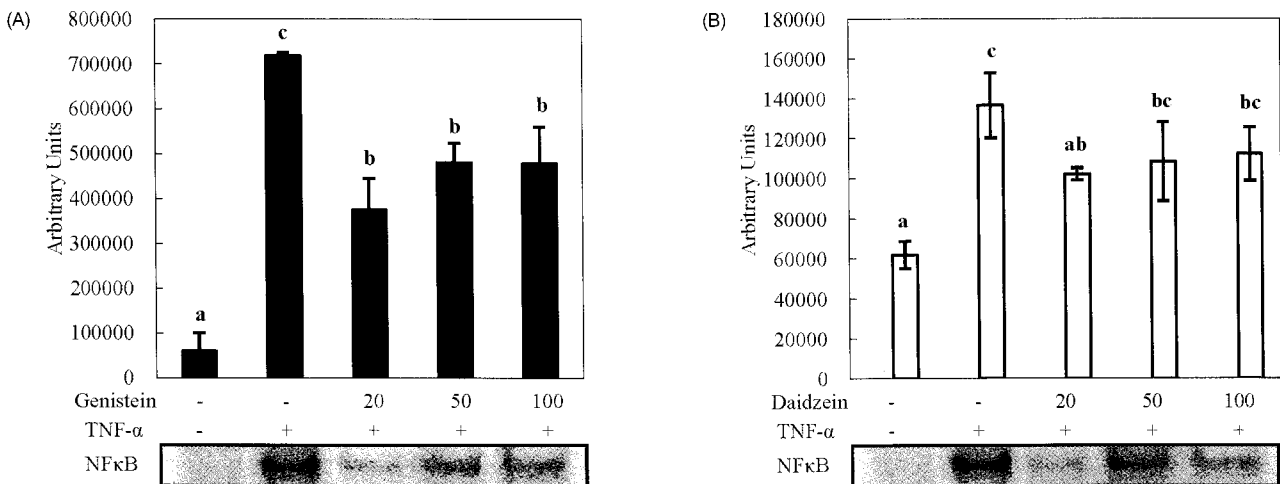 (A)
800000
700000
600000
500000
400000
300000
200000
100000
0
Arbitrary Units
a
c
b
b
b
Genistein - - 20 50 100
TNF-α - + + + +
NFκB
(B)
180000
160000
140000
120000
100000
80000
60000
40000
20000
0
Arbitrary Units
a
c
ab
bc
bc
Daidzein - - 20 50 100
TNF-α - + + + +
NFκB